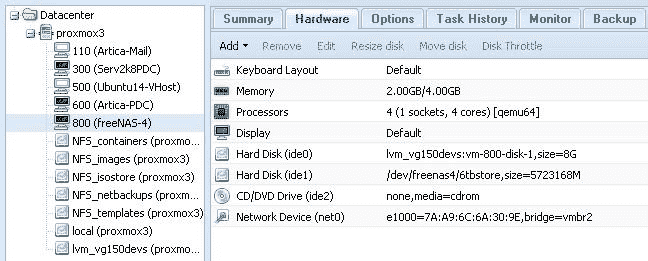 Datacenter
proxmox3
110 (Artica-Mail)
300 (Serv2k8PDC)
500 (Ubuntu14-VHost)
600 (Artica-PDC)
800 (freeNAS-4)
NFS_containers (proxmox3)
NFS_images (proxmox3)
NFS_isostore (proxmox3)
NFS_netbackups (proxmox3)
NFS_templates (proxmox3)
local (proxmox3)
lvm_vg150devs (proxmox3)
Summary Hardware Options Task History Monitor Backup
Add Remove Edit Resize disk Move disk Disk Throttle
Keyboard Layout Default
Memory 2.00GB/4.00GB
Processors 4 (1 sockets, 4 cores) [qemu64]
Display Default
Hard Disk (ide0) lvm_vg150devs:vm-800-disk-1,size=8G
Hard Disk (ide1) /dev/freenas4/6tbstore,size=5723168M
CD/DVD Drive (ide2) none,media=cdrom
Network Device (net0) e1000=7A:A9:6C:6A:30:9E,bridge=vmbr2